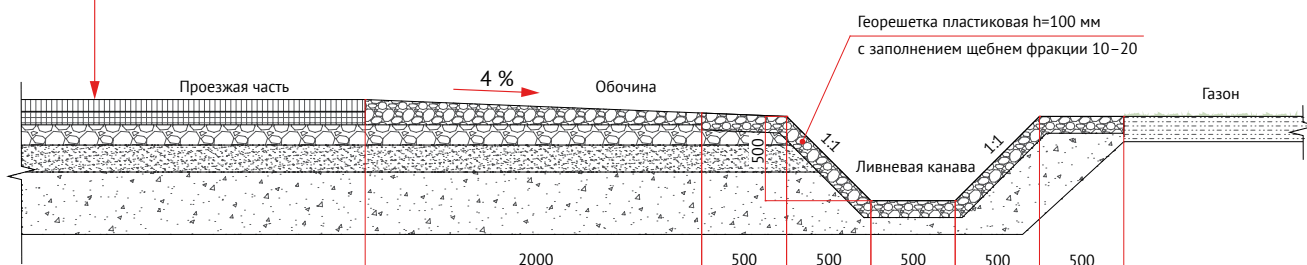 Георешетка пластиковая h=100 мм
с заполнением щебнем фракции 10–20
Проезжая часть
4 %
Обочина
Газон
1:1
500
Ливневая канава
1:1
2000
500
500
500
500
500